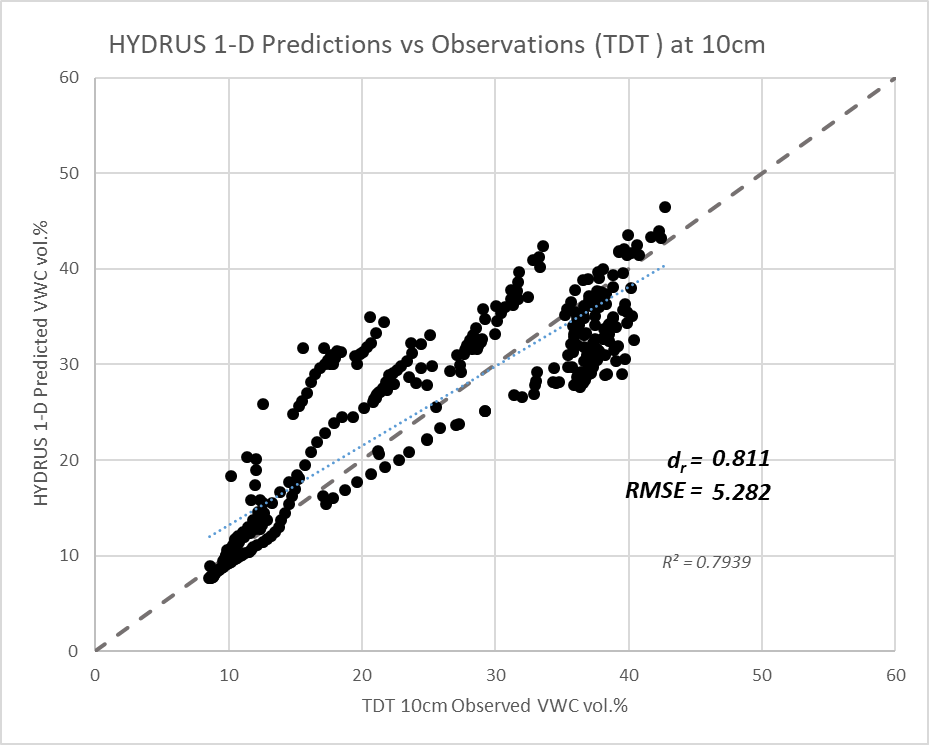 HYDRUS 1-D Predictions vs Observations (TDT ) at 10cm
60
50
40
30
20
10
0
HYDRUS 1-D Predicted VWC vol.%
dr = 0.811
RMSE = 5.282
R² = 0.7939
0 10 20 30 40 50 60
TDT 10cm Observed VWC vol.%